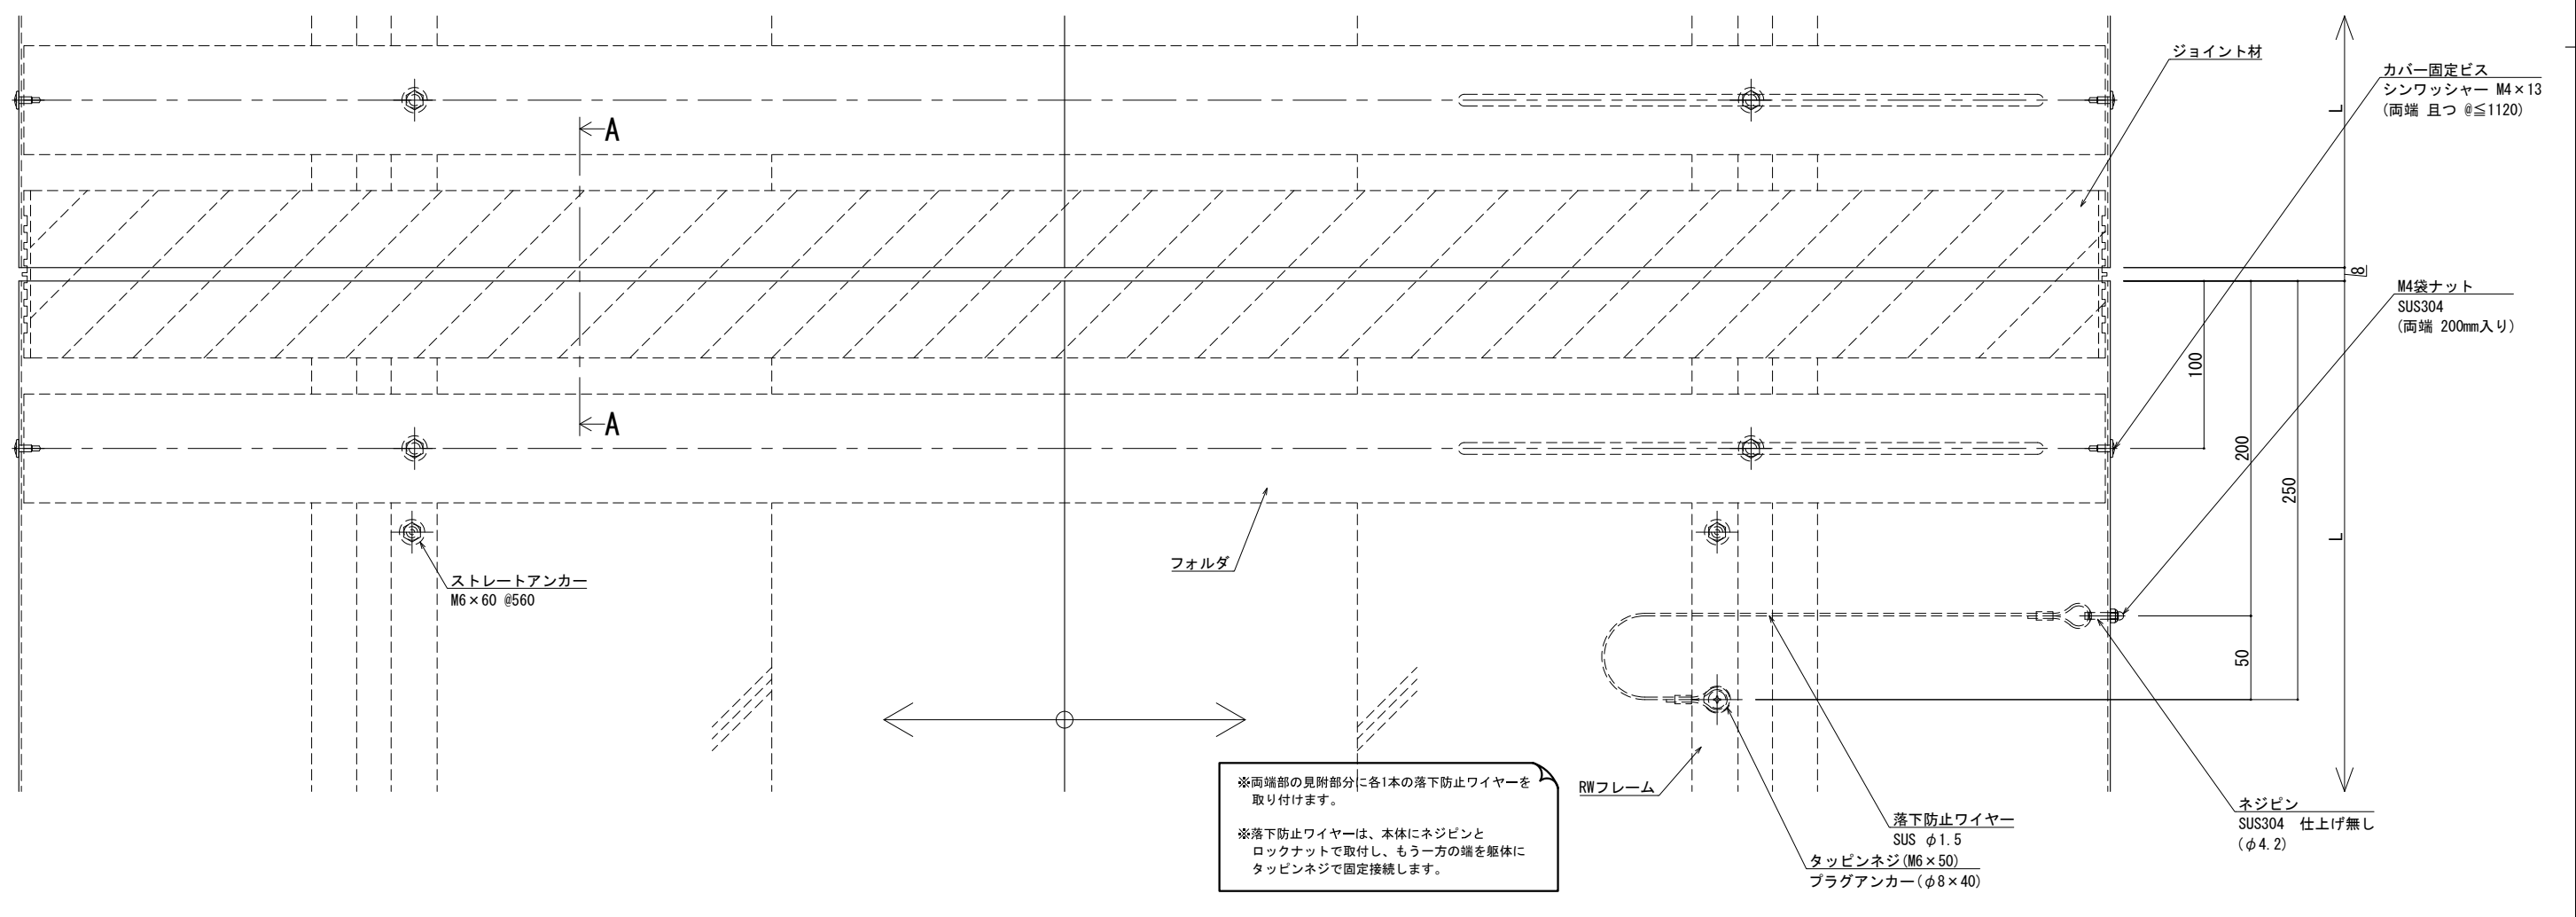 ジョイント材
カバー固定ビス
シンワッシャー M4×13
(両端 且つ @≦1120)
L
A
8
M4袋ナット
SUS304
(両端 200mm入り)
100
A
200
250
L
フォルダ
ストレートアンカー
M6×60 @560
50
※両端部の見附部分に各1本の落下防止ワイヤーを
取り付けます。
※落下防止ワイヤーは、本体にネジピンと
ロックナットで取付し、もう一方の端を躯体に
タッピンネジで固定接続します。
RWフレーム
落下防止ワイヤー
SUS φ1.5
タッピンネジ(M6×50)
プラグアンカー(φ8×40)
ネジピン
SUS304 仕上げ無し
(φ4.2)